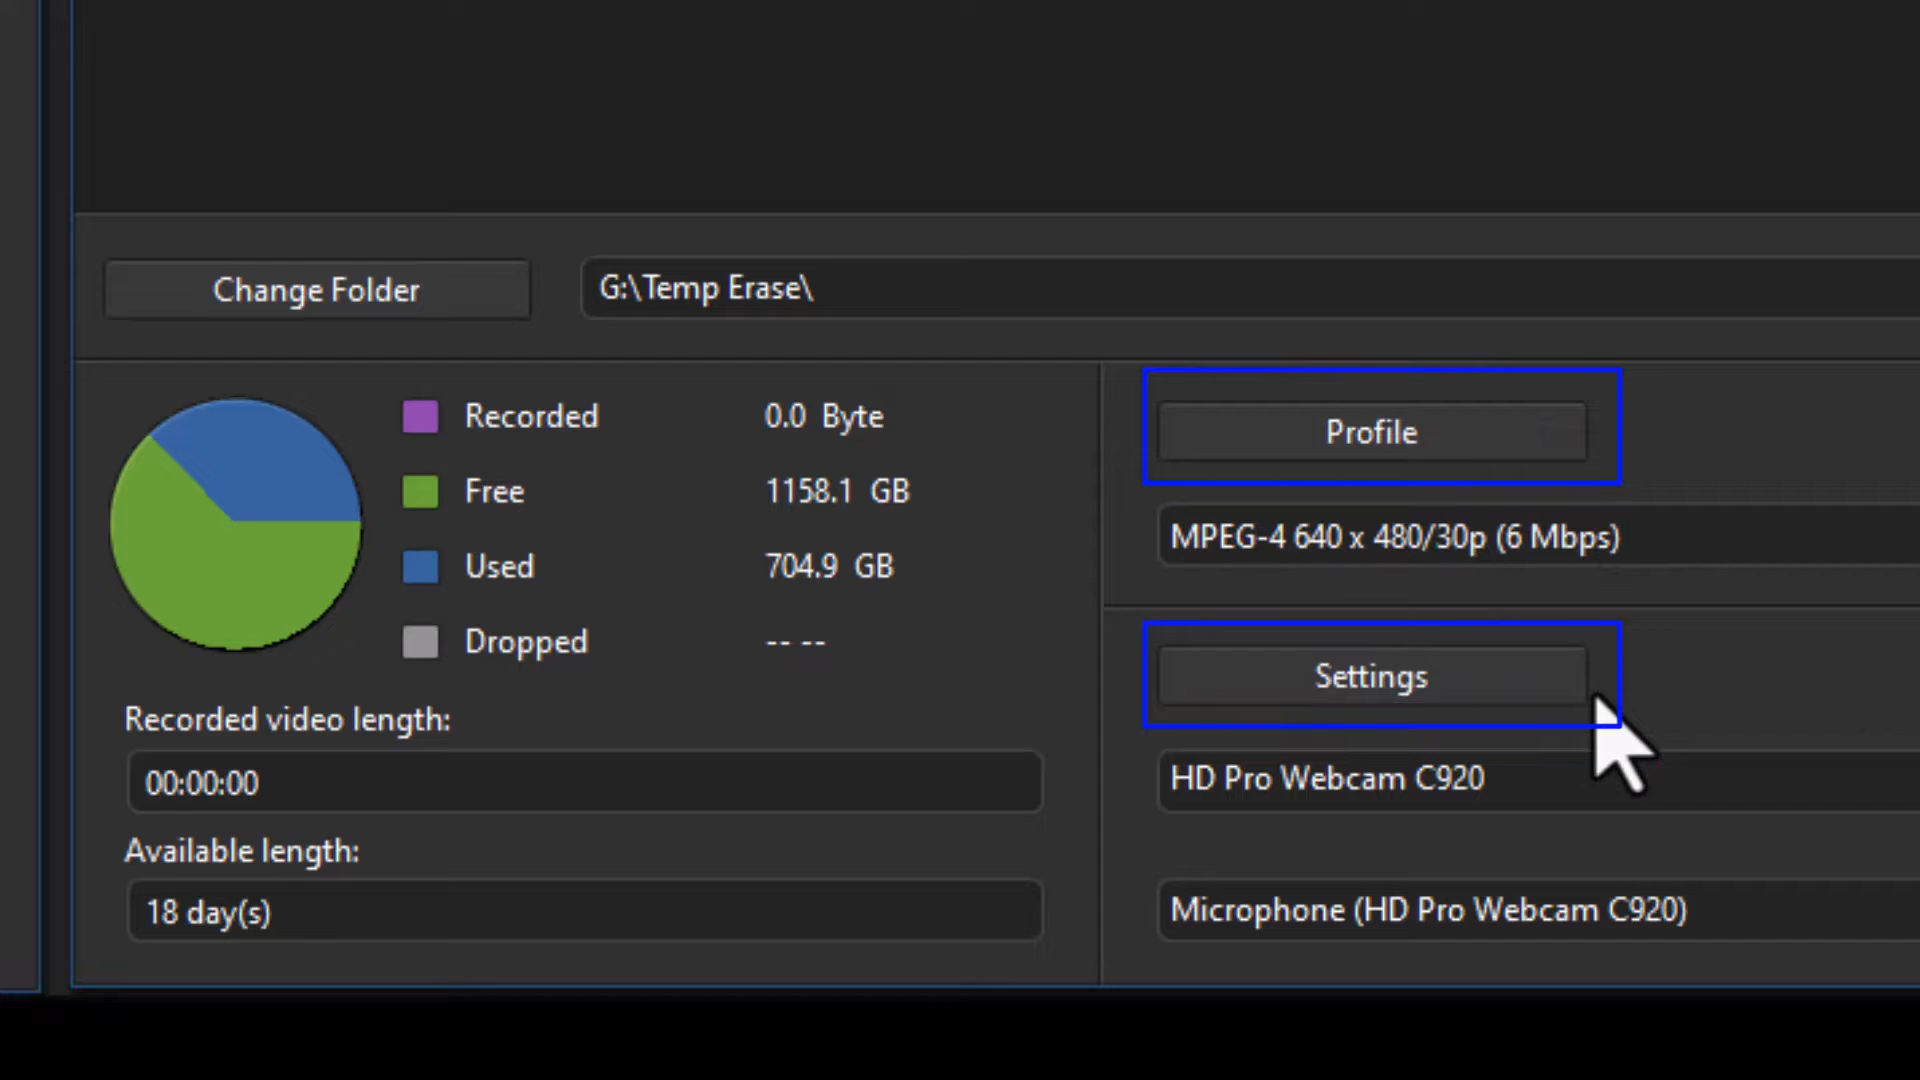 Change Folder
G:\Temp Erase\
Recorded 0.0 Byte
Free 1158.1 GB
Used 704.9 GB
Dropped -- --
Recorded video length:
00:00:00
Available length:
18 day(s)
Profile
MPEG-4 640 x 480/30p (6 Mbps)
Settings
HD Pro Webcam C920
Microphone (HD Pro Webcam C920)